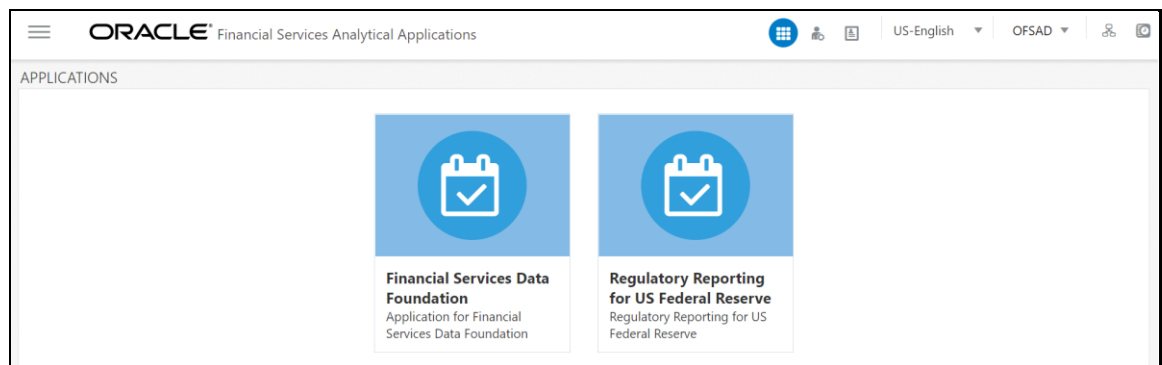 ORACLE Financial Services Analytical Applications US-English OFSAD
APPLICATIONS
Financial Services Data
Foundation
Application for Financial
Services Data Foundation
Regulatory Reporting
for US Federal Reserve
Regulatory Reporting for US
Federal Reserve